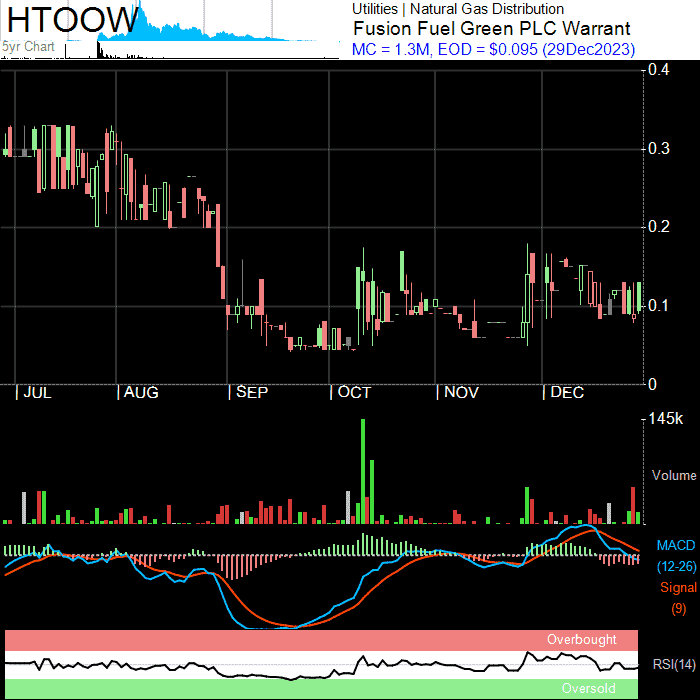 HTOOW
5yr Chart
Utilities | Natural Gas Distribution
Fusion Fuel Green PLC Warrant
MC = 1.3M, EOD = $0.095 (29Dec2023)
0.4
0.3
0.2
0.1
0
JUL
AUG
SEP
OCT
NOV
DEC
145k
Volume
MACD
(12-26)
Signal
(9)
Overbought
RSI(14)
Oversold